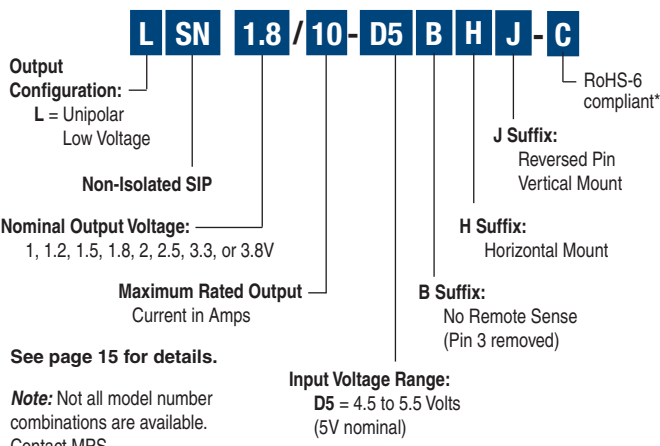 L SN 1.8 / 10 - D5 B H J - C
Output
Configuration:
L = Unipolar
Low Voltage
RoHS-6
compliant*
J Suffix:
Reversed Pin
Vertical Mount
Non-Isolated SIP
Nominal Output Voltage:
1, 1.2, 1.5, 1.8, 2, 2.5, 3.3, or 3.8V
H Suffix:
Horizontal Mount
Maximum Rated Output
Current in Amps
B Suffix:
No Remote Sense
(Pin 3 removed)
See page 15 for details.
Input Voltage Range:
D5 = 4.5 to 5.5 Volts
(5V nominal)
Note: Not all model number
combinations are available.
Contact MPS